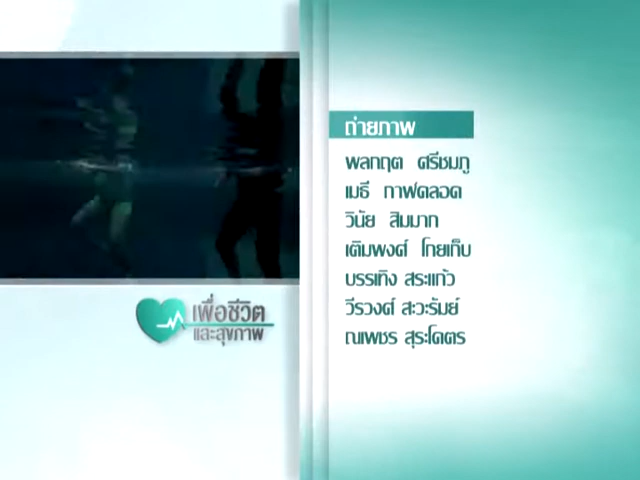 ถ่ายภาพ
พลกฤต ศรีชมภู
เมธี กาฬคลอด
วินัย สิมมาก
เติมพงศ์ โกยเก็บ
บรรเทิง สระแก้ว
วีรวงศ์ สะวะรัมย์
ณเพชร สุระโคตร
เพื่อชีวิต
และสุขภาพ